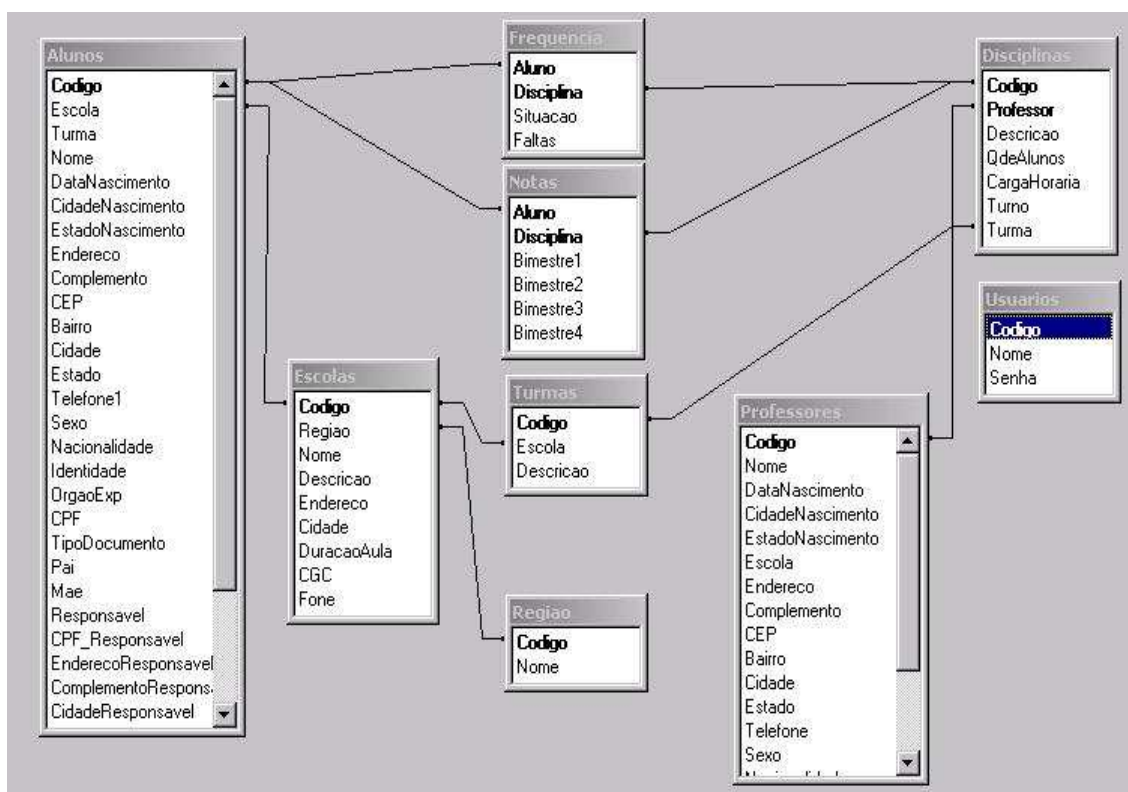 Alunos
Codigo
Escola
Turma
Nome
DataNascimento
CidadeNascimento
EstadoNascimento
Endereco
Complemento
CEP
Bairro
Cidade
Estado
Telefone1
Sexo
Nacionalidade
Identidade
OrgaoExp
CPF
TipoDocumento
Pai
Mae
Responsavel
CPF_Responsavel
EnderecoResponsavel
ComplementoRespons
CidadeResponsavel
Escolas
Codigo
Regiao
Nome
Descricao
Endereco
Cidade
DuracaoAula
CGC
Fone
Frequencia
Aluno
Disciplina
Situacao
Faltas
Notas
Aluno
Disciplina
Bimestre1
Bimestre2
Bimestre3
Bimestre4
Turmas
Codigo
Escola
Descricao
Regiao
Codigo
Nome
Disciplinas
Codigo
Professor
Descricao
QdeAlunos
CargaHoraria
Turno
Turma
Usuarios
Codigo
Nome
Senha
Professores
Codigo
Nome
DataNascimento
CidadeNascimento
EstadoNascimento
Escola
Endereco
Complemento
CEP
Bairro
Cidade
Estado
Telefone
Sexo